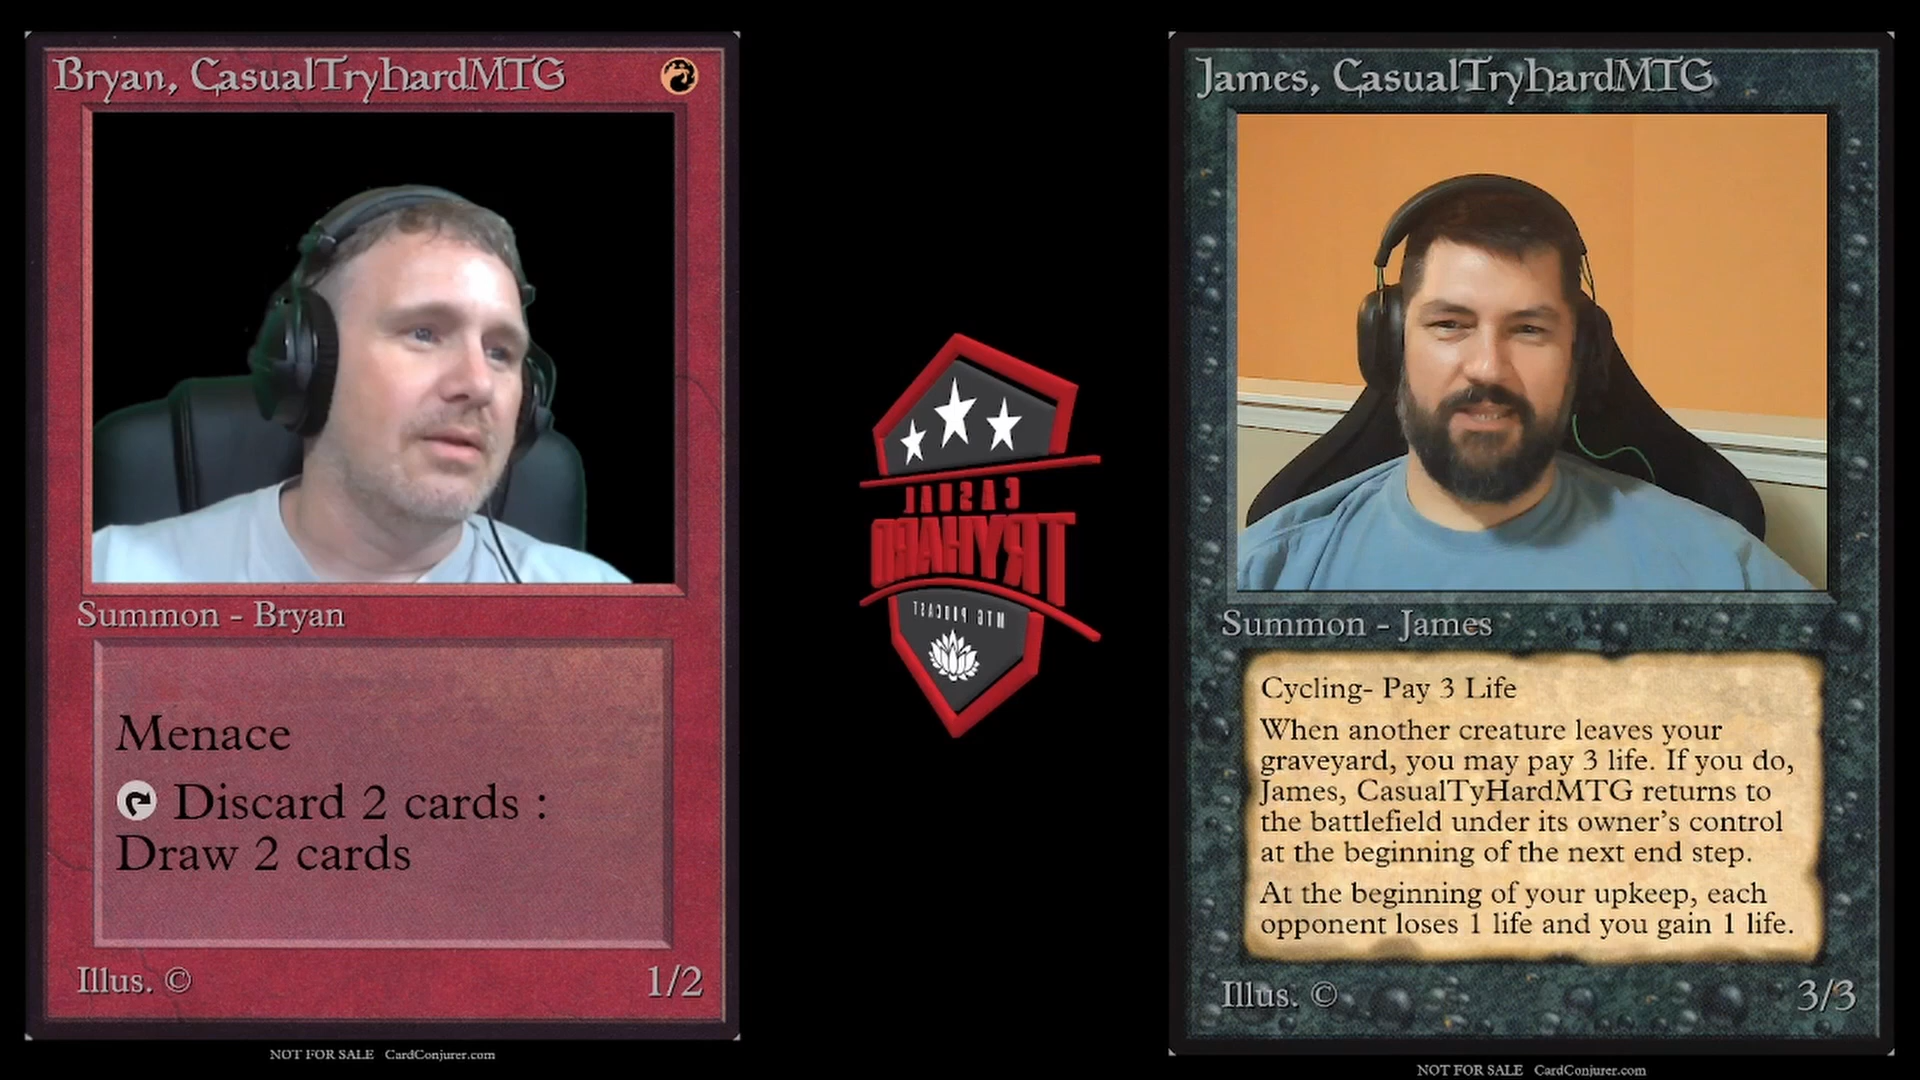 Bryan, CasualTryhardMTG
Summon - Bryan
Menace
Discard 2 cards :
Draw 2 cards
Illus. ©
1/2
NOT FOR SALE CardConjurer.com
CASUAL
TRYHARD
MTG PODCAST
James, CasualTryhardMTG
Summon - James
Cycling- Pay 3 Life
When another creature leaves your
graveyard, you may pay 3 life. If you do,
James, CasualTyHardMTG returns to
the battlefield under its owner's control
at the beginning of the next end step.
At the beginning of your upkeep, each
opponent loses 1 life and you gain 1 life.
Illus. ©
3/3
NOT FOR SALE CardConjurer.com